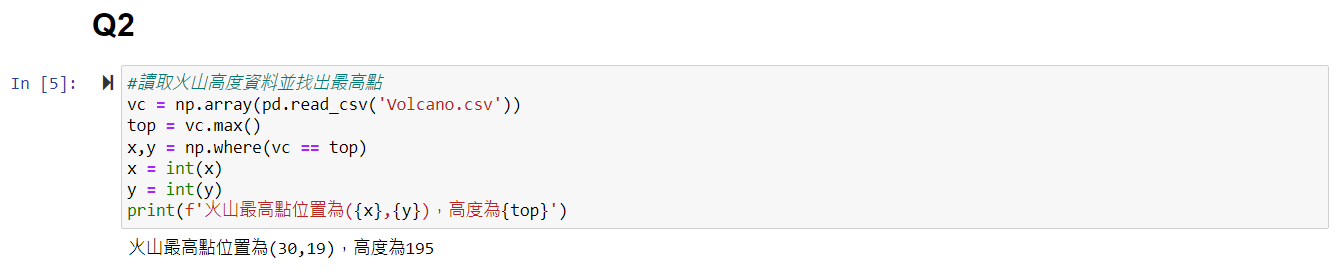 Q2
In [5]:
#讀取火山高度資料並找出最高點
vc = np.array(pd.read_csv('Volcano.csv'))
top = vc.max()
x,y = np.where(vc == top)
x = int(x)
y = int(y)
print(f'火山最高點位置為({x},{y})，高度為{top}')
火山最高點位置為(30,19)，高度為195